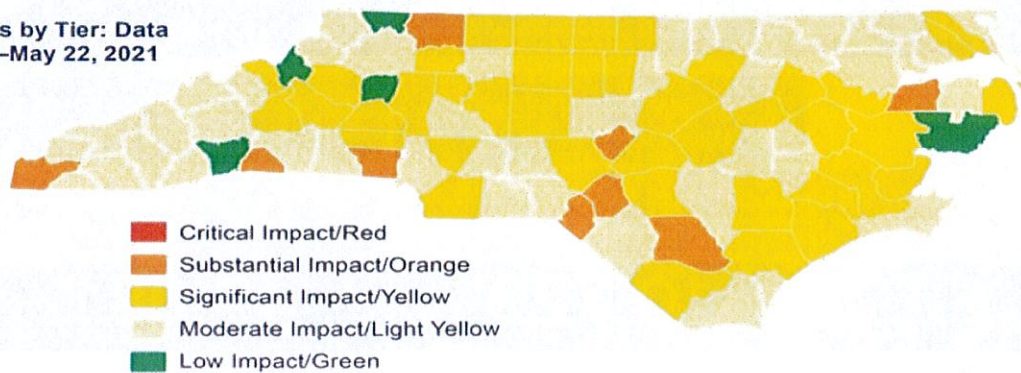 s by Tier: Data
–May 22, 2021
Critical Impact/Red
Substantial Impact/Orange
Significant Impact/Yellow
Moderate Impact/Light Yellow
Low Impact/Green